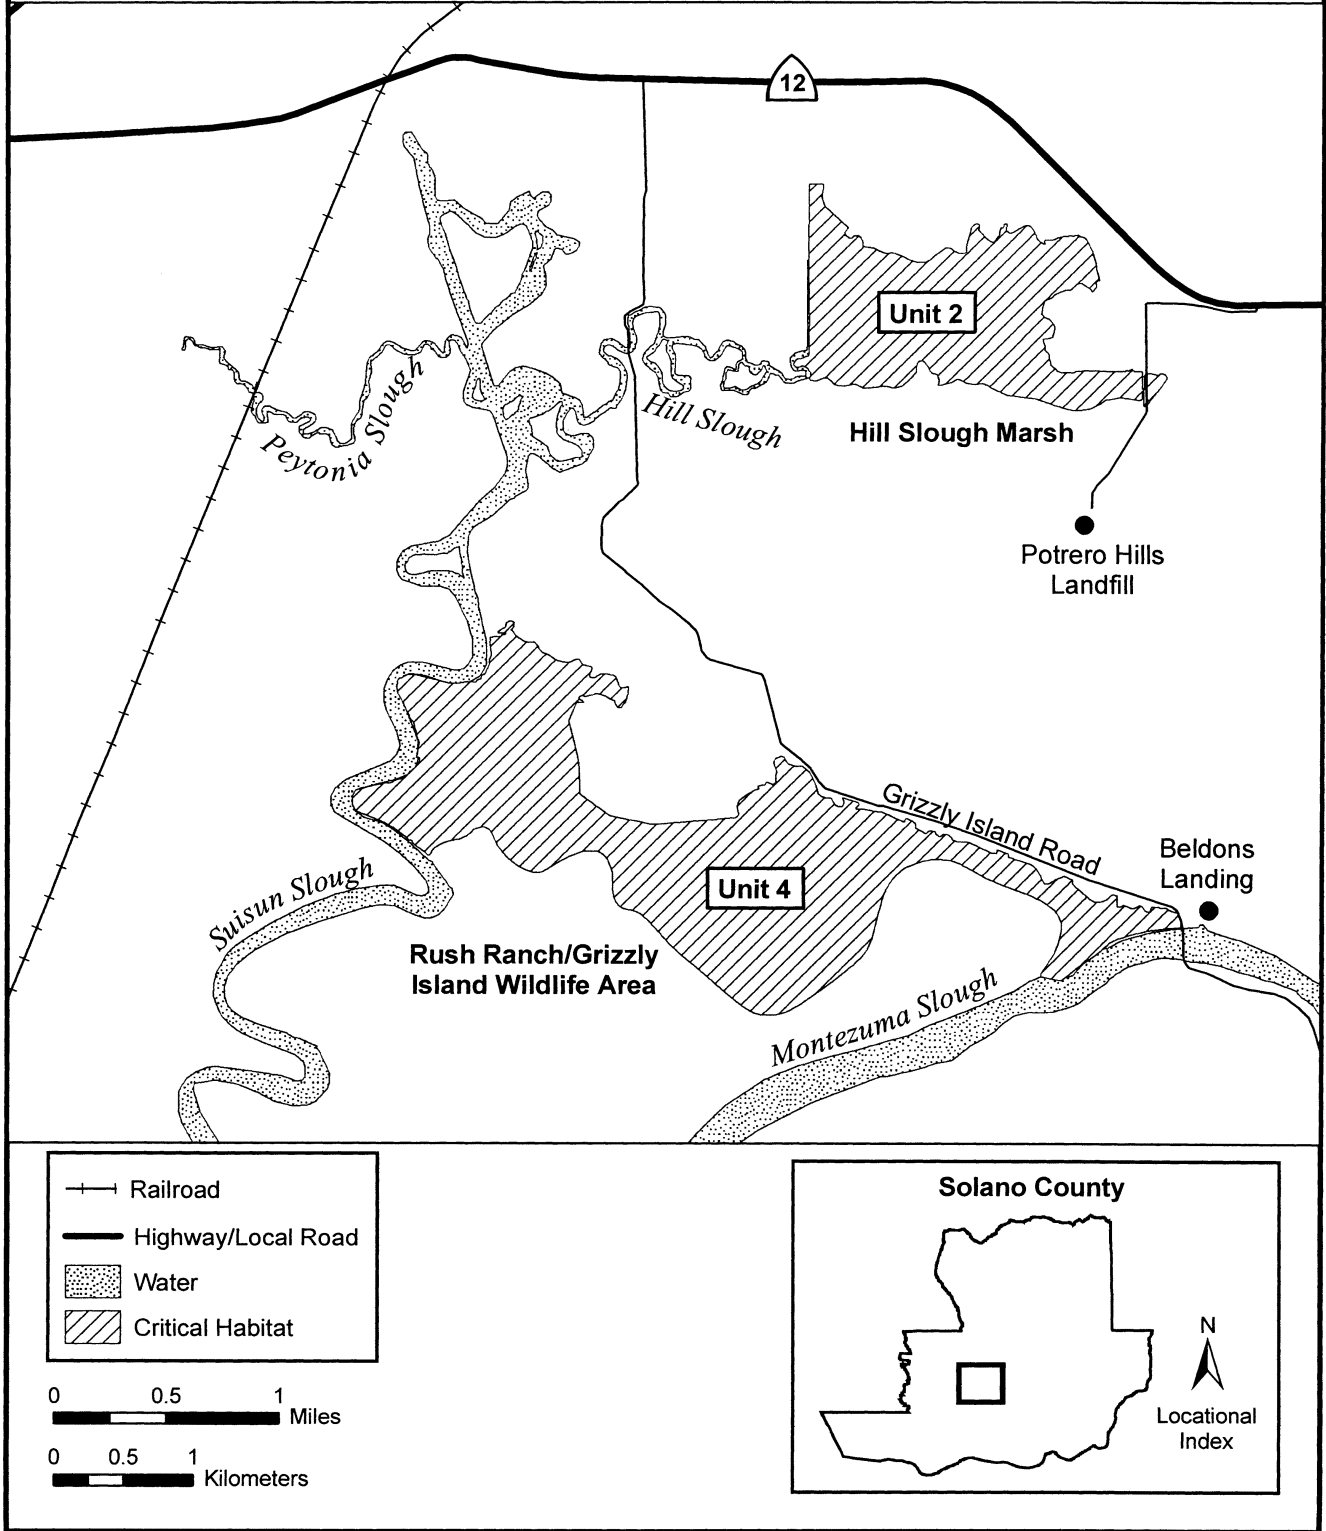 12
Unit 2
Peytonia Slough
Hill Slough
Hill Slough Marsh
Potrero Hills
Landfill
Grizzly Island Road
Beldons
Landing
Unit 4
Suisun Slough
Rush Ranch/Grizzly
Island Wildlife Area
Montezuma Slough
Railroad
Highway/Local Road
Water
Critical Habitat
0 0.5 1
Miles
0 0.5 1
Kilometers
Solano County
N
Locational
Index